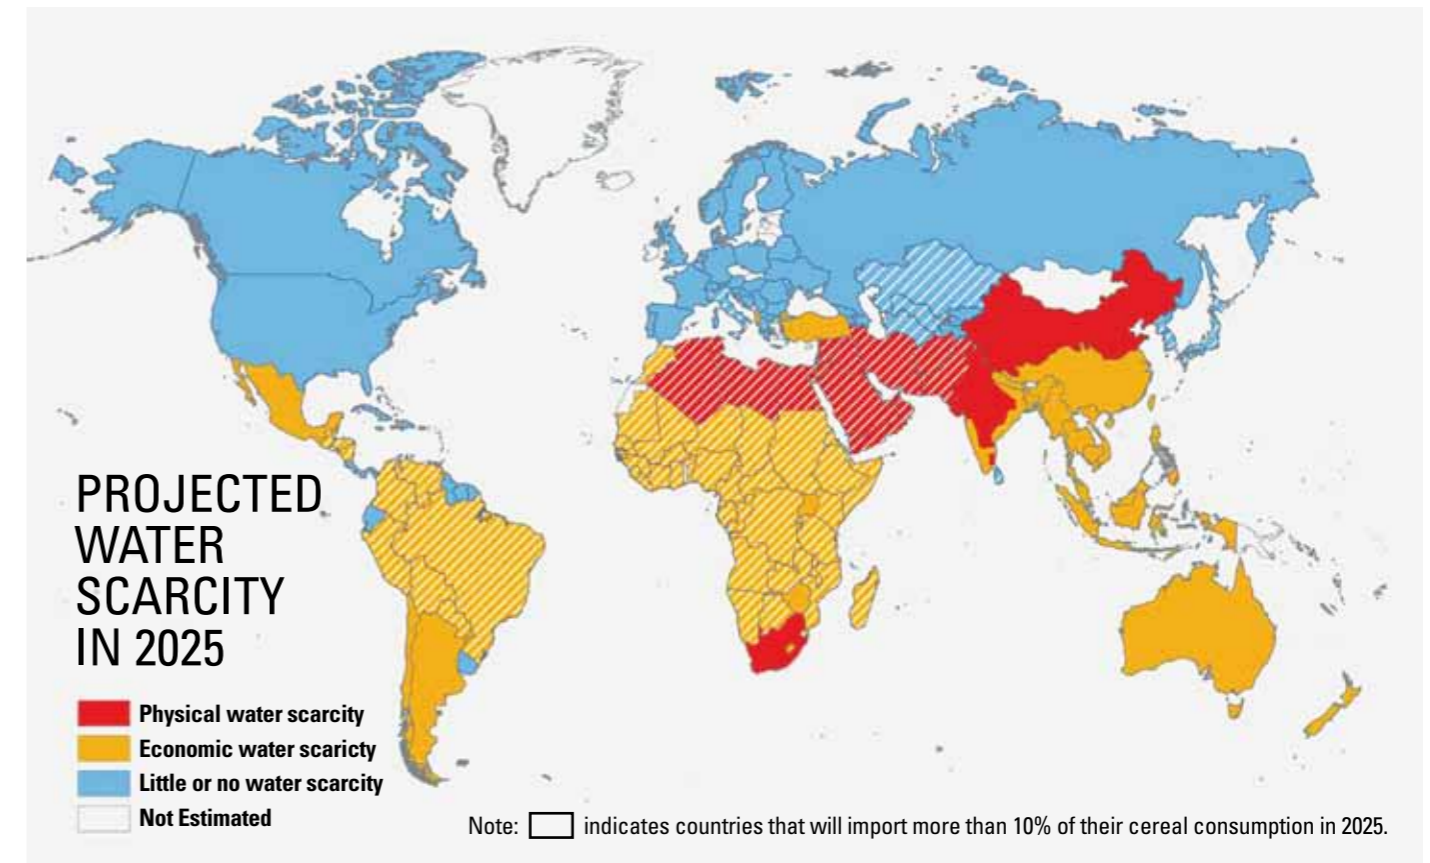 PROJECTED
WATER
SCARCITY
IN 2025
Physical water scarcity
Economic water scaricty
Little or no water scarcity
Not Estimated
Note: indicates countries that will import more than 10% of their cereal consumption in 2025.